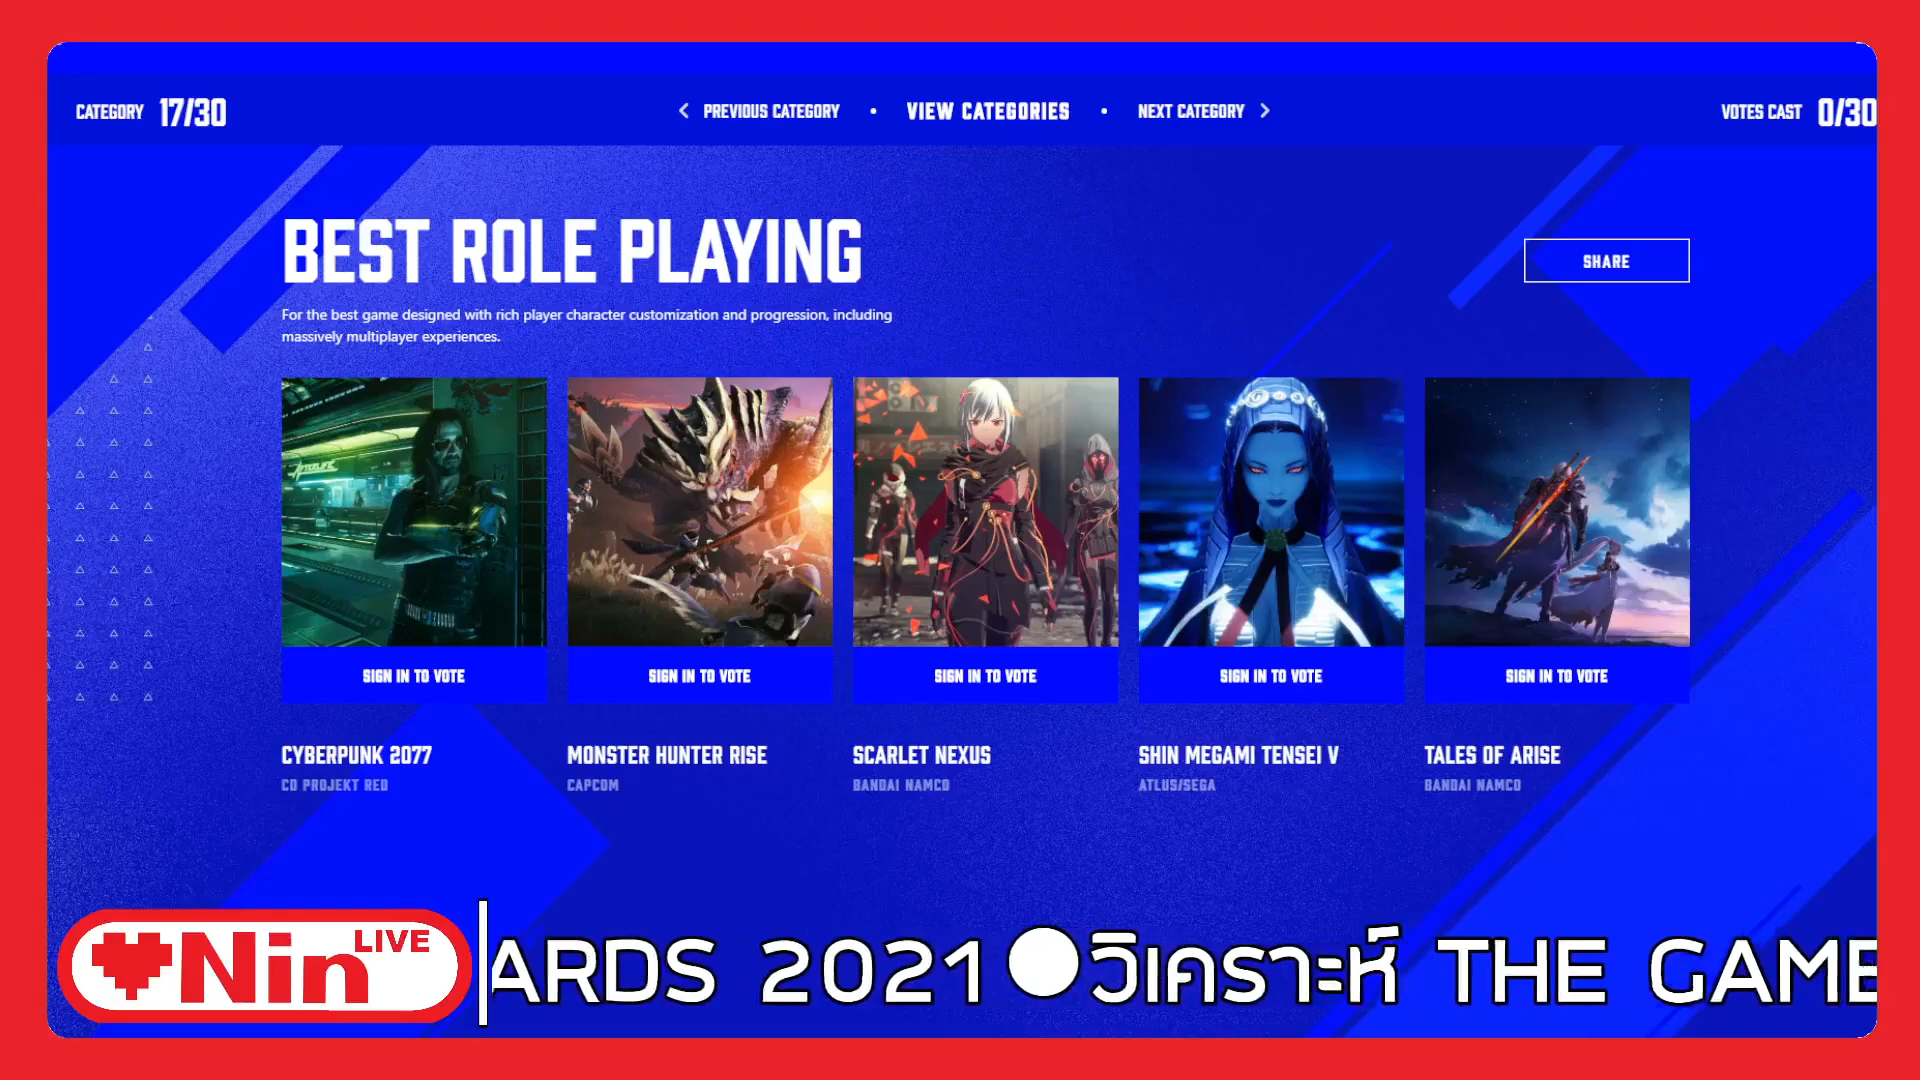 CATEGORY 17/30
PREVIOUS CATEGORY • VIEW CATEGORIES • NEXT CATEGORY
VOTES CAST 0/30
BEST ROLE PLAYING
SHARE
For the best game designed with rich player character customization and progression, including
massively multiplayer experiences.
AFTERLIFE
SIGN IN TO VOTE
SIGN IN TO VOTE
SIGN IN TO VOTE
SIGN IN TO VOTE
SIGN IN TO VOTE
CYBERPUNK 2077
CD PROJEKT RED
MONSTER HUNTER RISE
CAPCOM
SCARLET NEXUS
BANDAI NAMCO
SHIN MEGAMI TENSEI V
ATLUS/SEGA
TALES OF ARISE
BANDAI NAMCO
Nin LIVE
ARDS 2021 ●วิเคราะห์ THE GAME